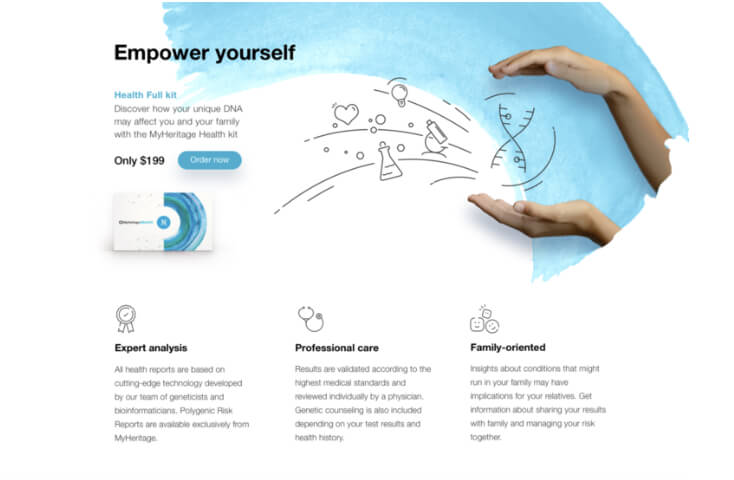 Empower yourself
Health Full kit
Discover how your unique DNA
may affect you and your family
with the MyHeritage Health kit
Only $199
Order now
Expert analysis
All health reports are based on
cutting-edge technology developed
by our team of geneticists and
bioinformaticians. Polygenic Risk
Reports are available exclusively from
MyHeritage.
Professional care
Results are validated according to the
highest medical standards and
reviewed individually by a physician.
Genetic counseling is also included
depending on your test results and
health history.
Family-oriented
Insights about conditions that might
run in your family may have
implications for your relatives. Get
information about sharing your results
with family and managing your risk
together.